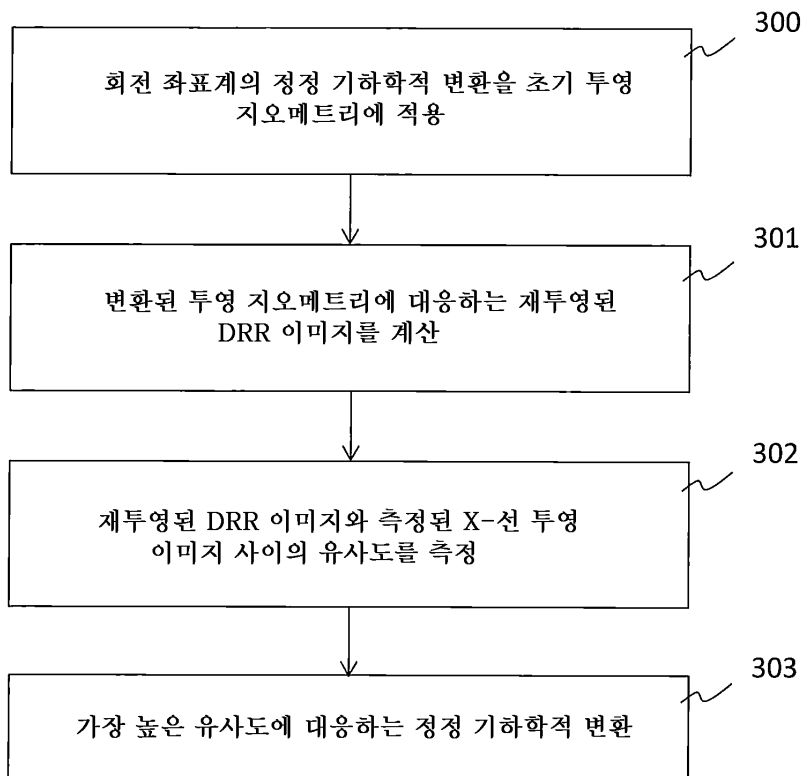 300
회전 좌표계의 정정 기하학적 변환을 초기 투영
지오메트리에 적용
301
변환된 투영 지오메트리에 대응하는 재투영된
DRR 이미지를 계산
302
재투영된 DRR 이미지와 측정된 X-선 투영
이미지 사이의 유사도를 측정
303
가장 높은 유사도에 대응하는 정정 기하학적 변환